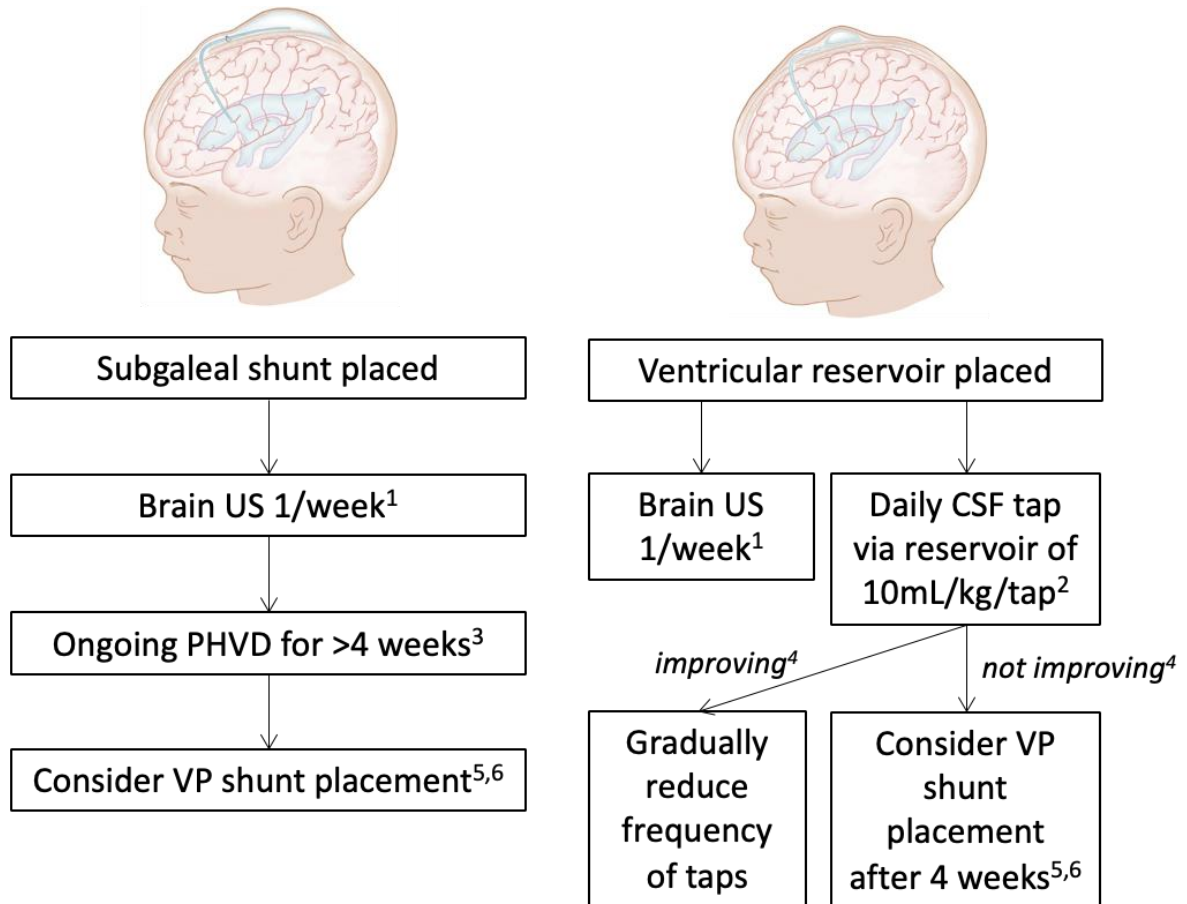 Subgaleal shunt placed
Brain US 1/week¹
Ongoing PHVD for >4 weeks³
Consider VP shunt placement⁵,⁶
Ventricular reservoir placed
Brain US
1/week¹
Daily CSF tap
via reservoir of
10mL/kg/tap²
improving⁴
not improving⁴
Gradually
reduce
frequency
of taps
Consider VP
shunt
placement
after 4 weeks⁵,⁶